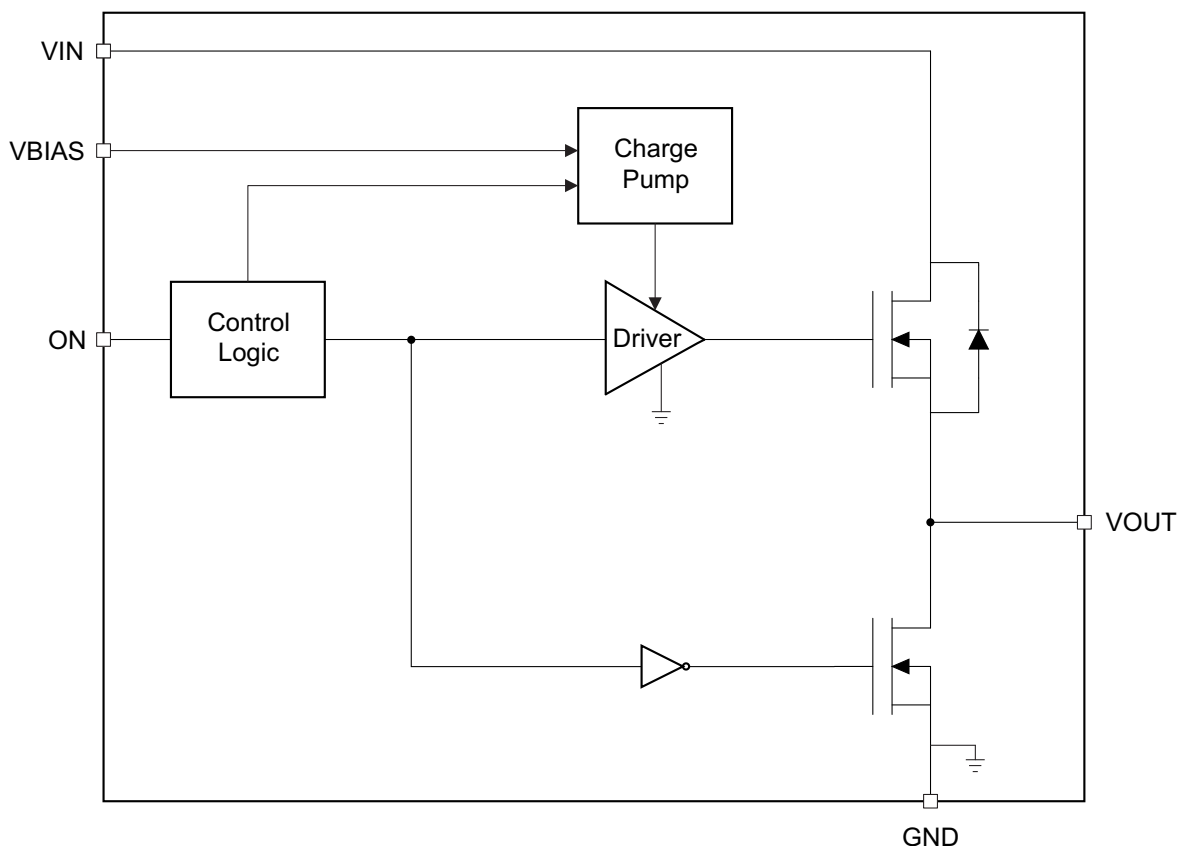 VIN
VBIAS
Charge
Pump
ON
Control
Logic
Driver
VOUT
GND